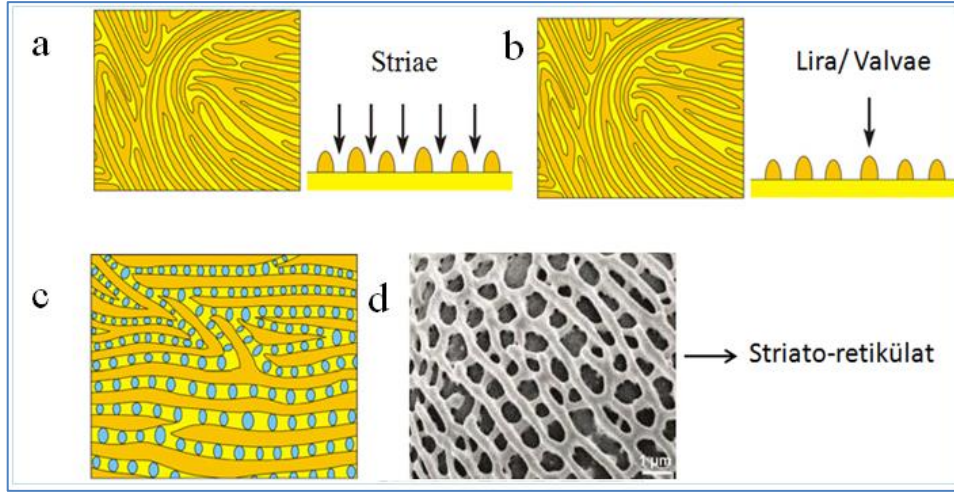 a
Striae
b
Lira/ Valvae
c
d
Striato-retikülat
1 µm